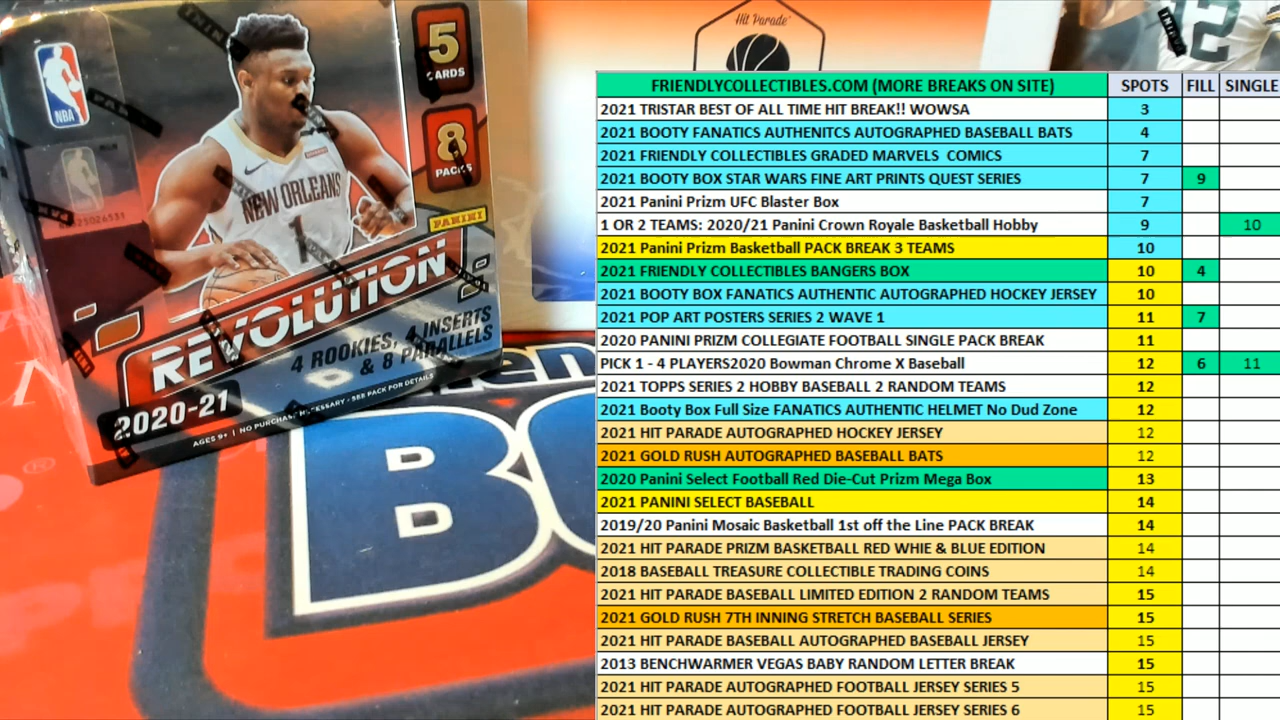 5
CARDS
8
PACKS
NBA
NEW ORLEANS
1
PANINI
REVOLUTION
4 ROOKIES, 4 INSERTS
& 8 PARALLELS
2020-21
AGES 9+ | NO PURCHASE NECESSARY - SEE PACK FOR DETAILS
Hit Parade
12
FRIENDLYCOLLECTIBLES.COM (MORE BREAKS ON SITE) SPOTS FILL SINGLE
2021 TRISTAR BEST OF ALL TIME HIT BREAK!! WOWSA 3
2021 BOOTY FANATICS AUTHENITCS AUTOGRAPHED BASEBALL BATS 4
2021 FRIENDLY COLLECTIBLES GRADED MARVELS COMICS 7
2021 BOOTY BOX STAR WARS FINE ART PRINTS QUEST SERIES 7 9
2021 Panini Prizm UFC Blaster Box 7
1 OR 2 TEAMS: 2020/21 Panini Crown Royale Basketball Hobby 9 10
2021 Panini Prizm Basketball PACK BREAK 3 TEAMS 10
2021 FRIENDLY COLLECTIBLES BANGERS BOX 10 4
2021 BOOTY BOX FANATICS AUTHENTIC AUTOGRAPHED HOCKEY JERSEY 10
2021 POP ART POSTERS SERIES 2 WAVE 1 11 7
2020 PANINI PRIZM COLLEGIATE FOOTBALL SINGLE PACK BREAK 11
PICK 1 - 4 PLAYERS2020 Bowman Chrome X Baseball 12 6 11
2021 TOPPS SERIES 2 HOBBY BASEBALL 2 RANDOM TEAMS 12
2021 Booty Box Full Size FANATICS AUTHENTIC HELMET No Dud Zone 12
2021 HIT PARADE AUTOGRAPHED HOCKEY JERSEY 12
2021 GOLD RUSH AUTOGRAPHED BASEBALL BATS 12
2020 Panini Select Football Red Die-Cut Prizm Mega Box 13
2021 PANINI SELECT BASEBALL 14
2019/20 Panini Mosaic Basketball 1st off the Line PACK BREAK 14
2021 HIT PARADE PRIZM BASKETBALL RED WHIE & BLUE EDITION 14
2018 BASEBALL TREASURE COLLECTIBLE TRADING COINS 14
2021 HIT PARADE BASEBALL LIMITED EDITION 2 RANDOM TEAMS 15
2021 GOLD RUSH 7TH INNING STRETCH BASEBALL SERIES 15
2021 HIT PARADE BASEBALL AUTOGRAPHED BASEBALL JERSEY 15
2013 BENCHWARMER VEGAS BABY RANDOM LETTER BREAK 15
2021 HIT PARADE AUTOGRAPHED FOOTBALL JERSEY SERIES 5 15
2021 HIT PARADE AUTOGRAPHED FOOTBALL JERSEY SERIES 6 15